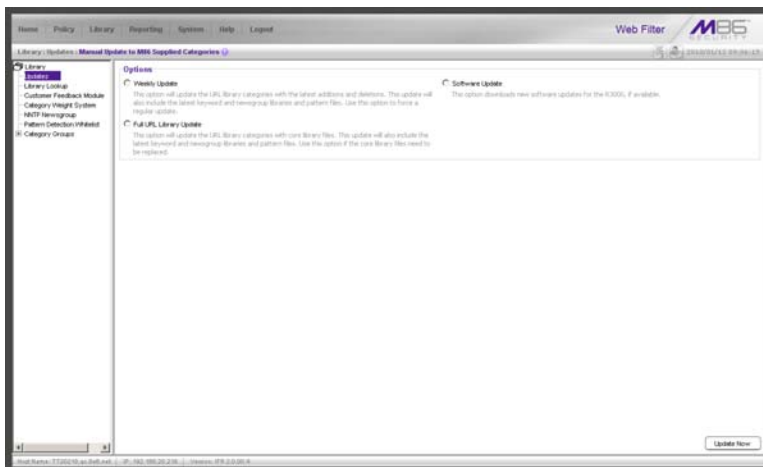 Home Policy Library Reporting System Help Logout
Web Filter
M86
SECURITY
Library : Updates : Manual Update to M86 Supplied Categories
Library
Updates
Library Lookup
Customer Feedback Module
Category Weight System
NNTP Newsgroup
Pattern Detection Whitelist
Category Groups
Options
Weekly Update
This option will update the URL library categories with the latest additions and deletions. This update will
also include the latest keyword and newsgroup libraries and pattern files. Use this option to force a
regular update.
Full URL Library Update
This option will update the URL library categories with core library files. This update will also include the
latest keyword and newsgroup libraries and pattern files. Use this option if the core library files need to
be replaced.
Software Update
This option downloads new software updates for the R3000, if available.
Update Now
Host Name: IP: Version: